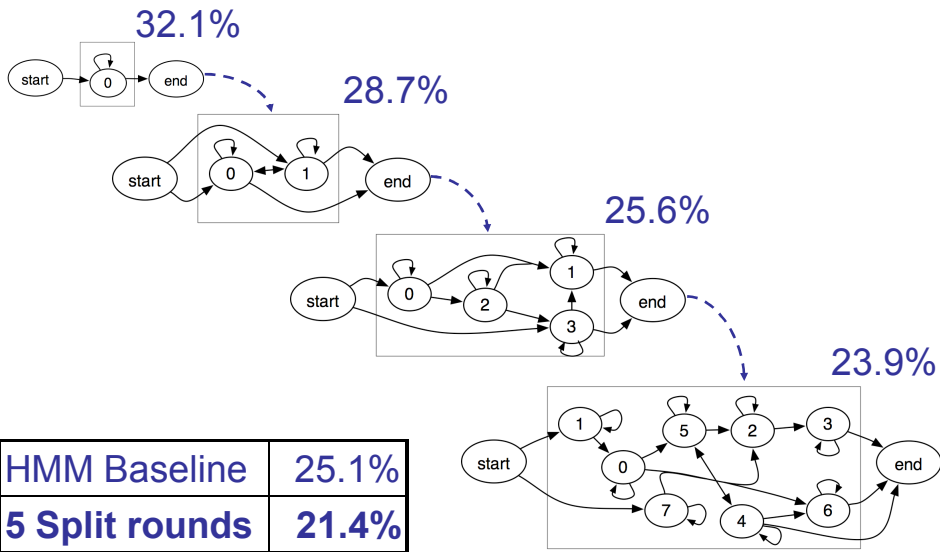 32.1%
start 0 end
28.7%
start 0 1 end
25.6%
start 0 2 1 3 end
23.9%
start 1 0 7 5 4 2 3 6 end
HMM Baseline 25.1%
5 Split rounds 21.4%